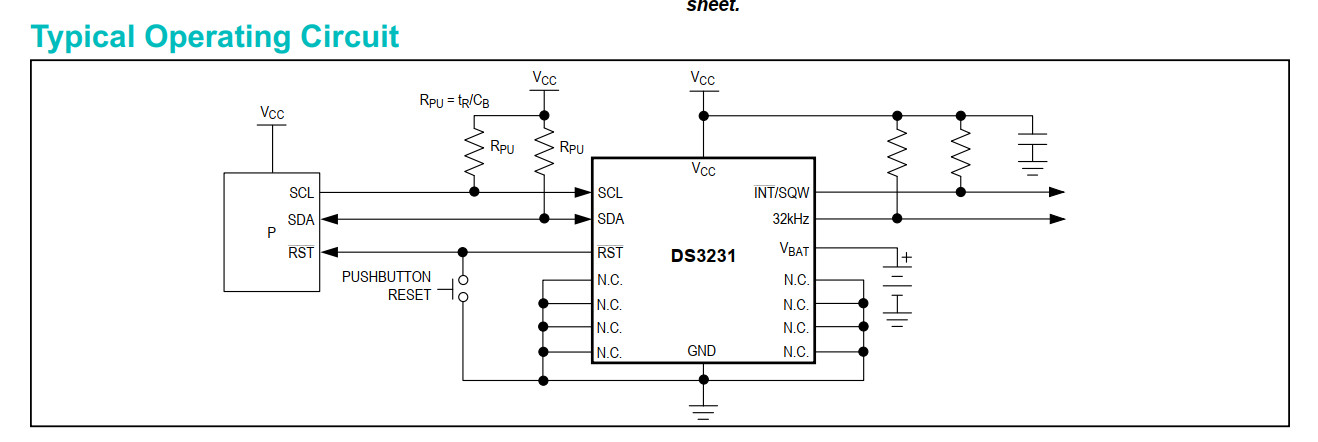 sheet.
Typical Operating Circuit
VCC
VCC
VCC
RPU = tR/CB
RPU
RPU
VCC
SCL
SCL
INT/SQW
SDA
SDA
32kHz
P
RST
RST
DS3231
VBAT
+
PUSHBUTTON
RESET
N.C.
N.C.
N.C.
N.C.
N.C.
N.C.
N.C.
GND
N.C.